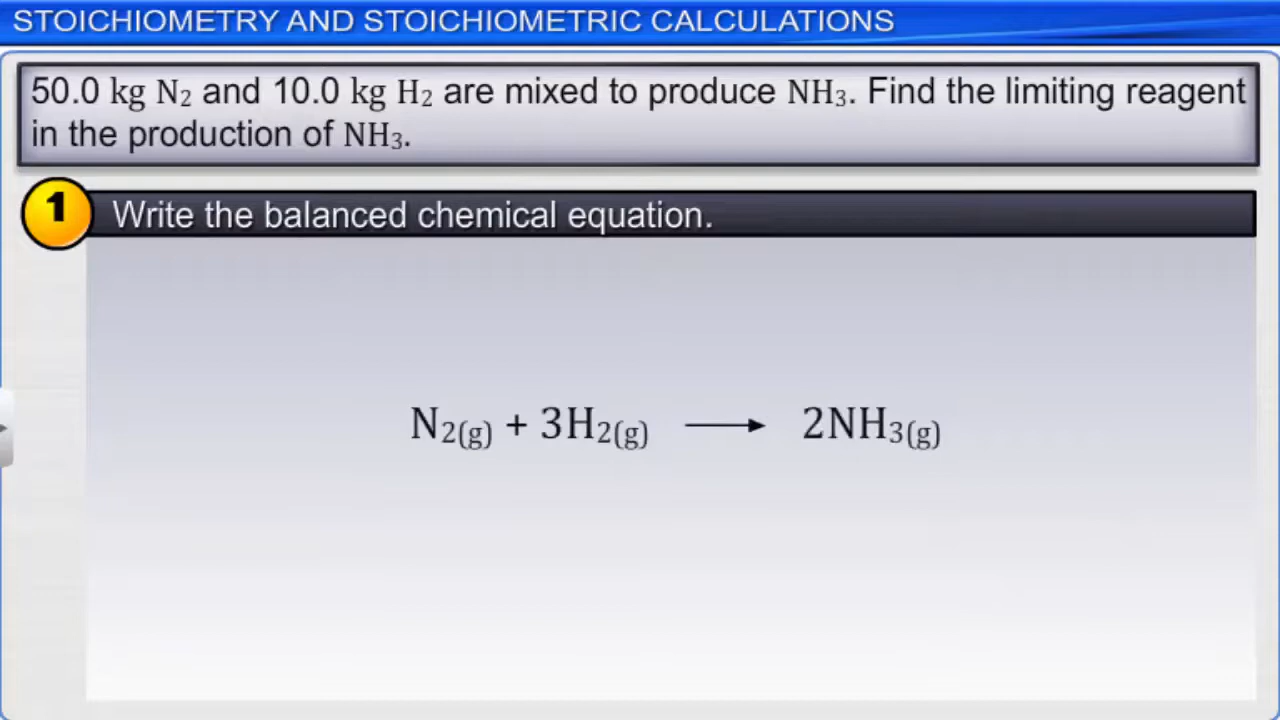 STOICHIOMETRY AND STOICHIOMETRIC CALCULATIONS
50.0 kg N₂ and 10.0 kg H₂ are mixed to produce NH₃. Find the limiting reagent
in the production of NH₃.
1 Write the balanced chemical equation.
N₂(g) + 3H₂(g) ⟶ 2NH₃(g)